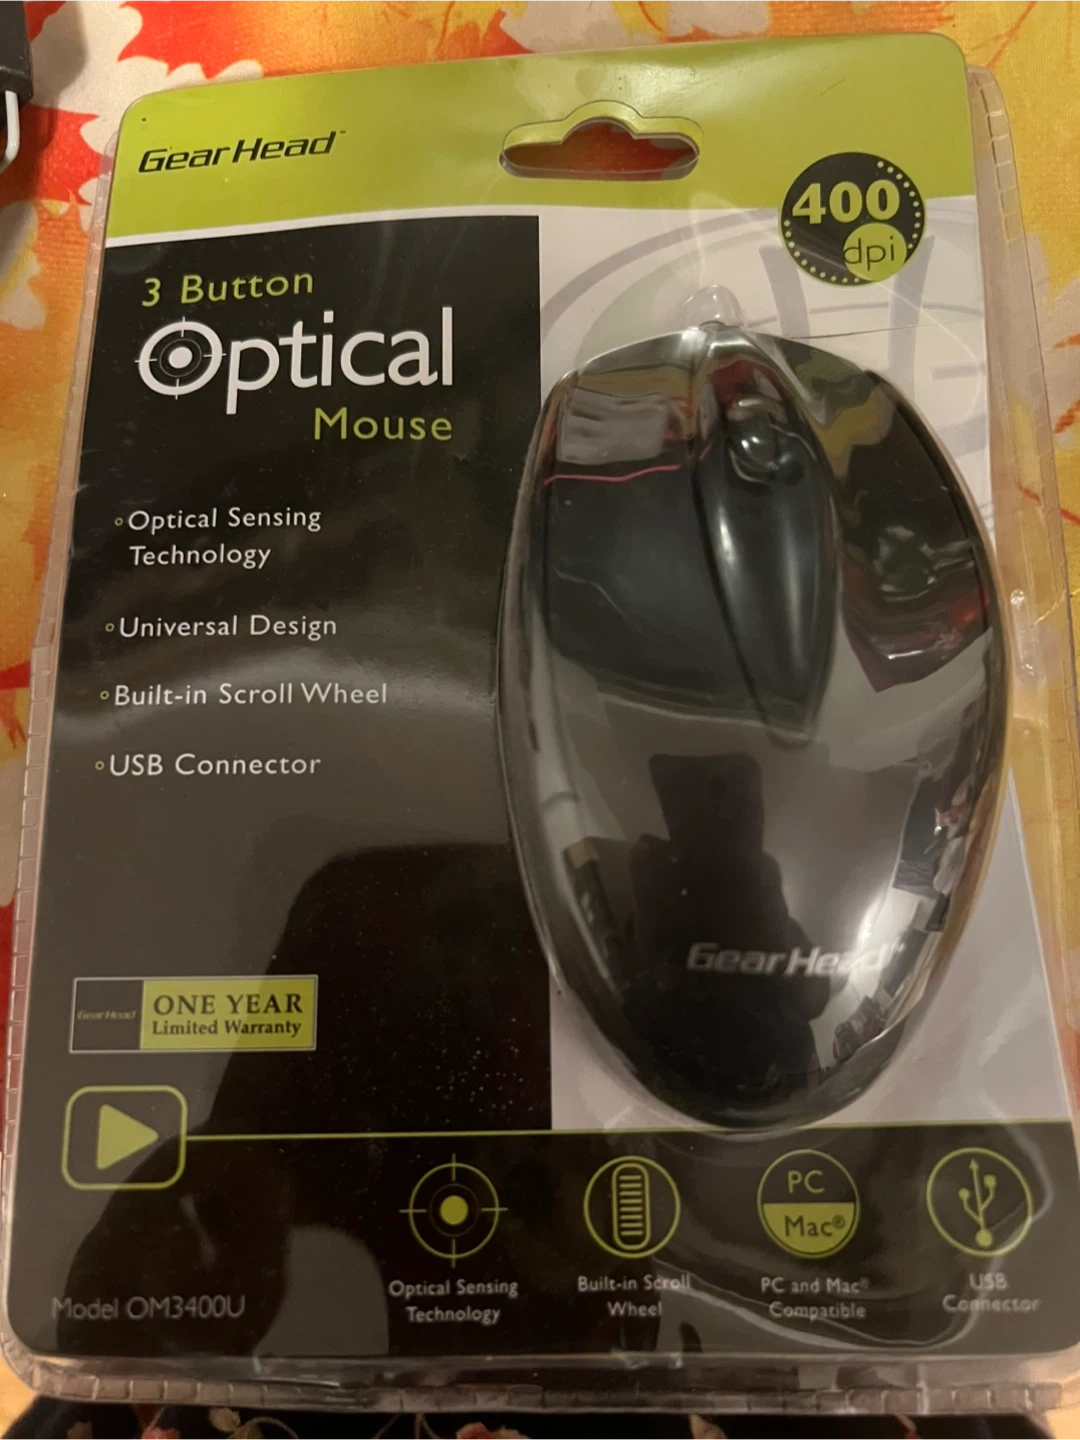 GearHead™
400
dpi
3 Button
Optical
Mouse
◦Optical Sensing
Technology
◦Universal Design
◦Built-in Scroll Wheel
◦USB Connector
GearHead™
GearHead
ONE YEAR
Limited Warranty
PC
Mac®
Optical Sensing
Technology
Built-in Scroll
Wheel
PC and Mac®
Compatible
USB
Connector
Model OM3400U